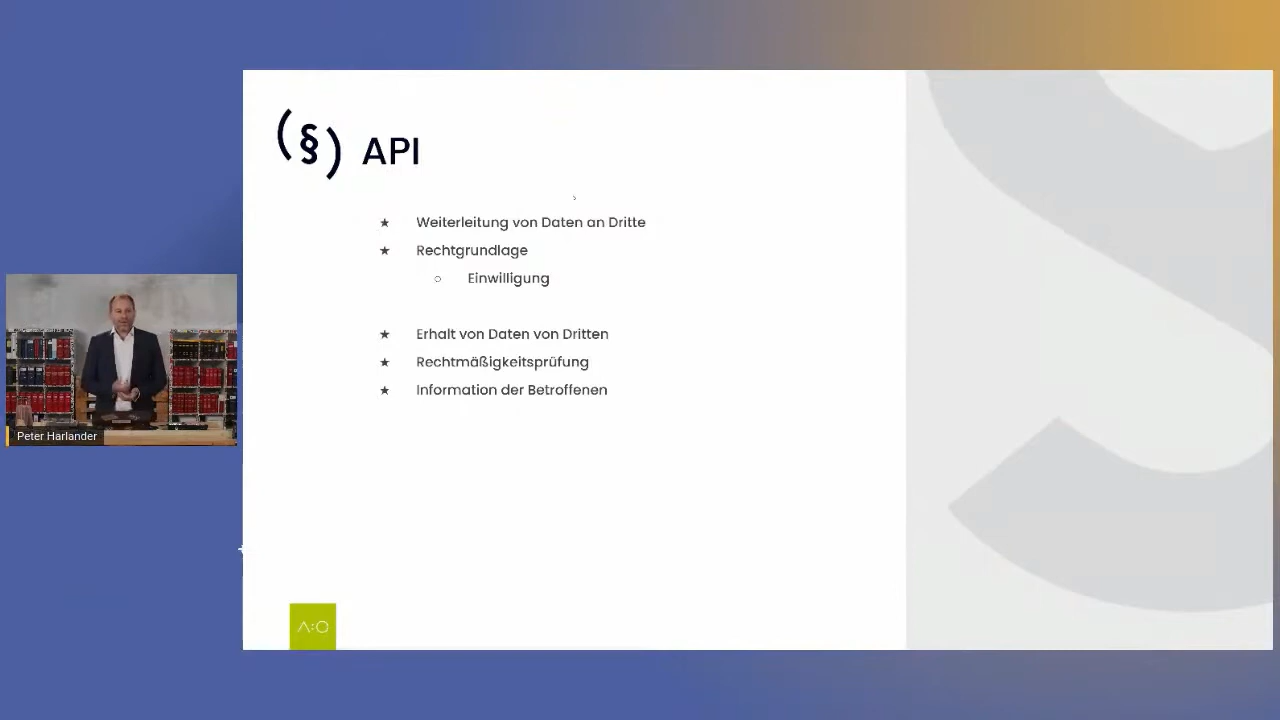 (§) API
★ Weiterleitung von Daten an Dritte
★ Rechtgrundlage
○ Einwilligung
★ Erhalt von Daten von Dritten
★ Rechtmäßigkeitsprüfung
★ Information der Betroffenen
Peter Harlander
Λ:O